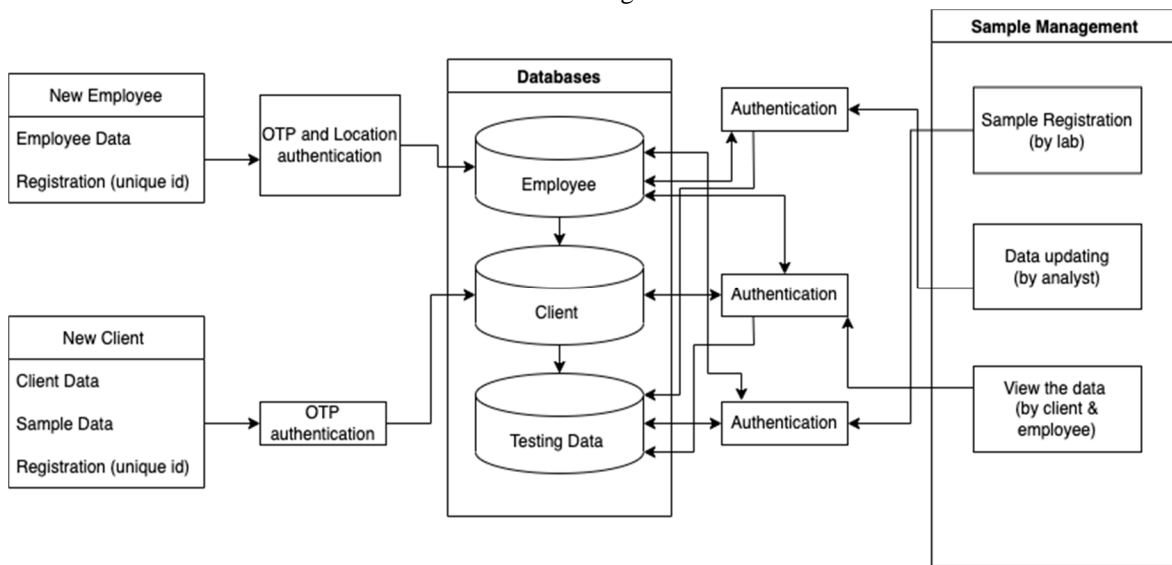 New Employee
Employee Data
Registration (unique id)
OTP and Location
authentication
New Client
Client Data
Sample Data
Registration (unique id)
OTP
authentication
Databases
Employee
Client
Testing Data
Authentication
Authentication
Authentication
Sample Management
Sample Registration
(by lab)
Data updating
(by analyst)
View the data
(by client &
employee)